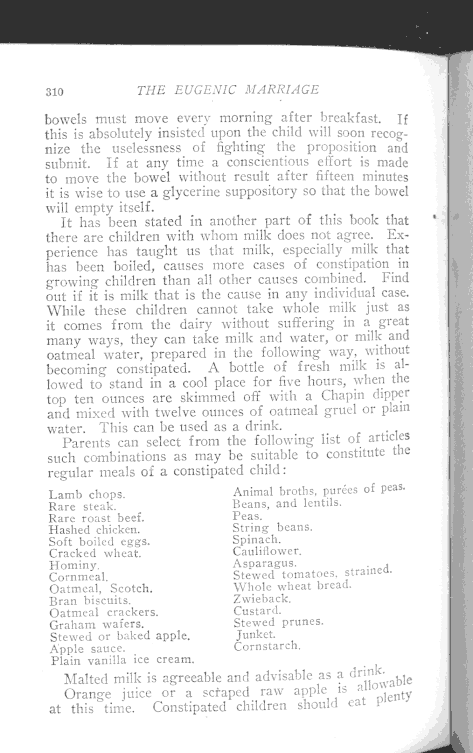 310 THE EUGENIC MARRIAGE
bowels must move every morning after breakfast. If
this is absolutely insisted upon the child will soon recog-
nize the uselessness of fighting the proposition and
submit. If at any time a conscientious effort is made
to move the bowel without result after fifteen minutes
it is wise to use a glycerine suppository so that the bowel
will empty itself.
It has been stated in another part of this book that
there are children with whom milk does not agree. Ex-
perience has taught us that milk, especially milk that
has been boiled, causes more cases of constipation in
growing children than all other causes combined. Find
out if it is milk that is the cause in any individual case.
While these children cannot take whole milk just as
it comes from the dairy without suffering in a great
many ways, they can take milk and water, or milk and
oatmeal water, prepared in the following way, without
becoming constipated. A bottle of fresh milk is al-
lowed to stand in a cool place for five hours, when the
top ten ounces are skimmed off with a Chapin dipper
and mixed with twelve ounces of oatmeal gruel or plain
water. This can be used as a drink.
Parents can select from the following list of articles
such combinations as may be suitable to constitute the
regular meals of a constipated child:
Lamb chops.
Rare steak.
Rare roast beef.
Hashed chicken.
Soft boiled eggs.
Cracked wheat.
Hominy.
Cornmeal.
Oatmeal, Scotch.
Bran biscuits.
Oatmeal crackers.
Graham wafers.
Stewed or baked apple.
Apple sauce.
Plain vanilla ice cream.
Animal broths, purées of peas.
Beans, and lentils.
Peas.
String beans.
Spinach.
Cauliflower.
Asparagus.
Stewed tomatoes, strained.
Whole wheat bread.
Zwieback.
Custard.
Stewed prunes.
Junket.
Cornstarch.
Malted milk is agreeable and advisable as a drink.
Orange juice or a scraped raw apple is allowable
at this time. Constipated children should eat plenty